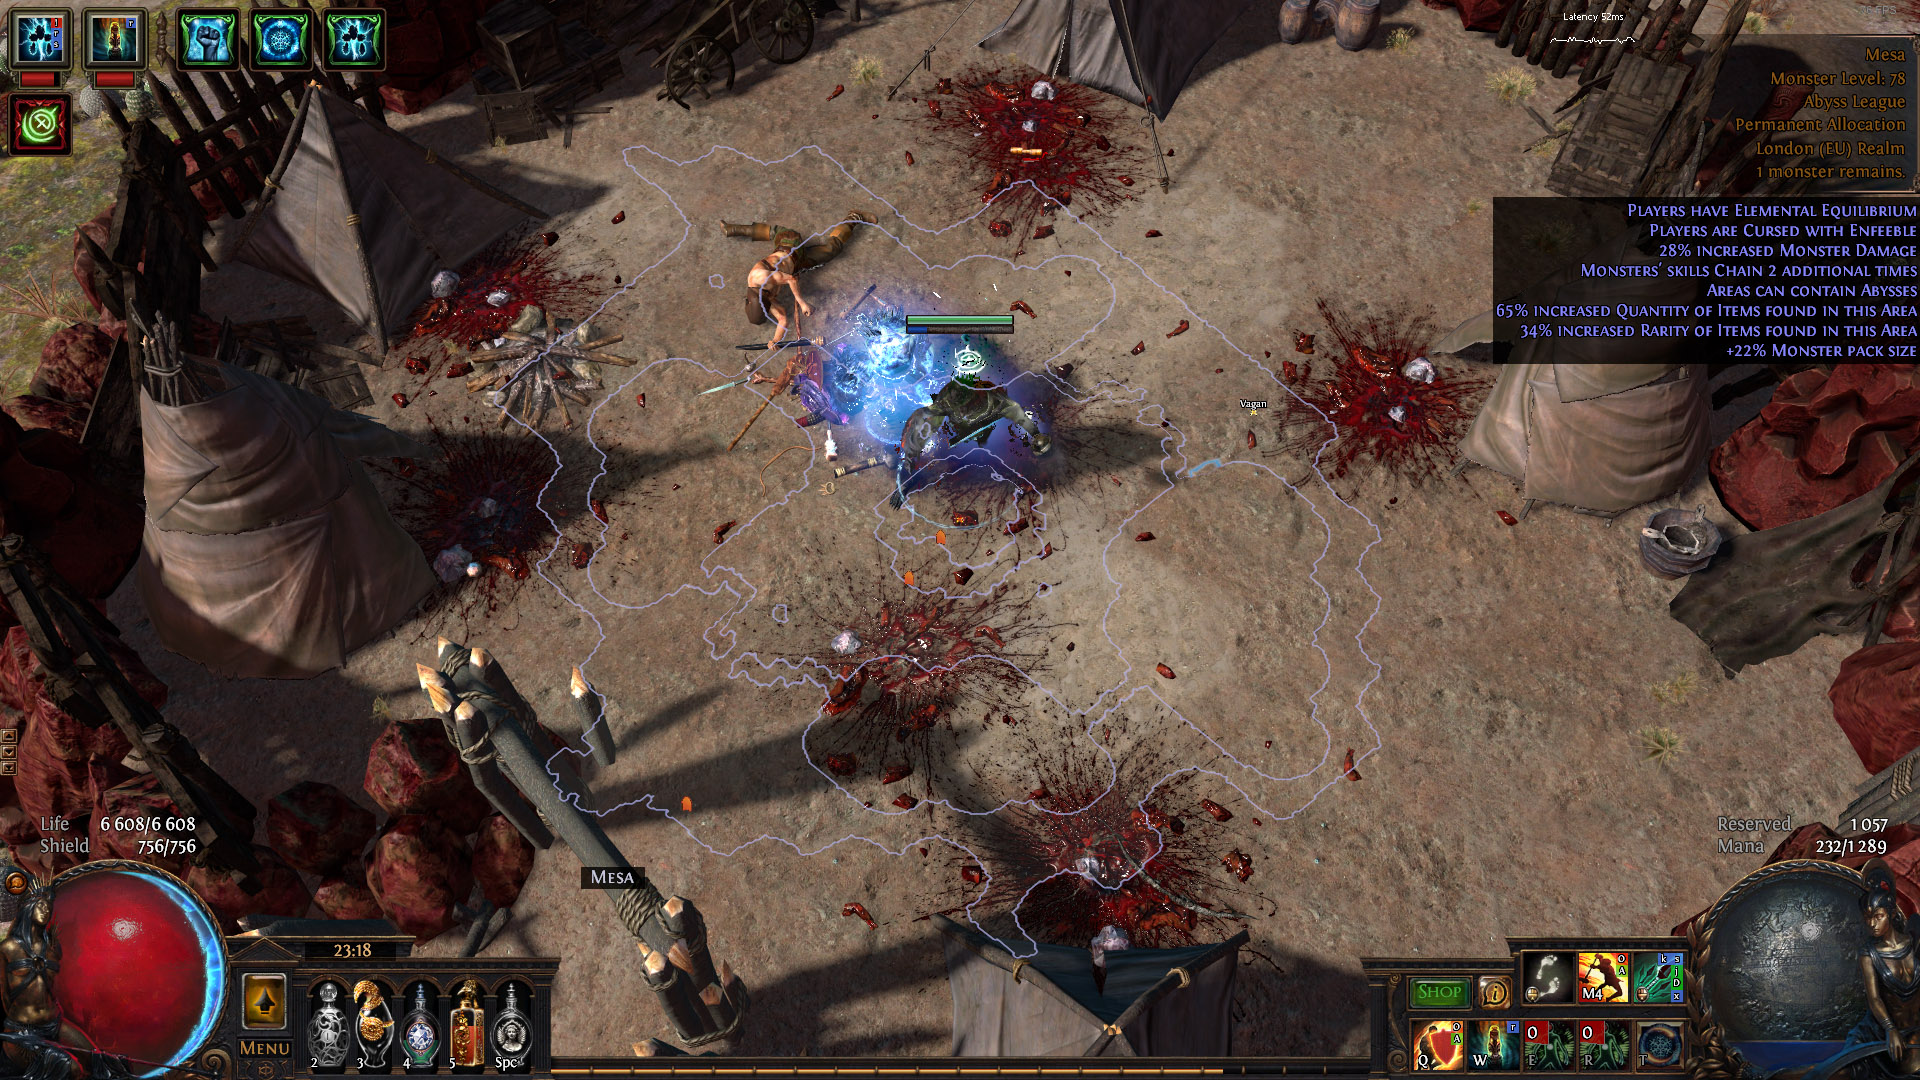 Latency 52ms
Mesa
Monster Level: 78
Abyss League
Permanent Allocation
London (EU) Realm
1 monster remains.
Players have Elemental Equilibrium
Players are Cursed with Enfeeble
28% increased Monster Damage
Monsters' skills Chain 2 additional times
Areas can contain Abysses
65% increased Quantity of Items found in this Area
34% increased Rarity of Items found in this Area
+22% Monster pack size
Vagan
Mesa
Life 6 608/6 608
Shield 756/756
Reserved 1 057
Mana 232/1 289
23:18
Menu
2 3 4 5 Spc
Shop
M4
Q W E R T
0 0